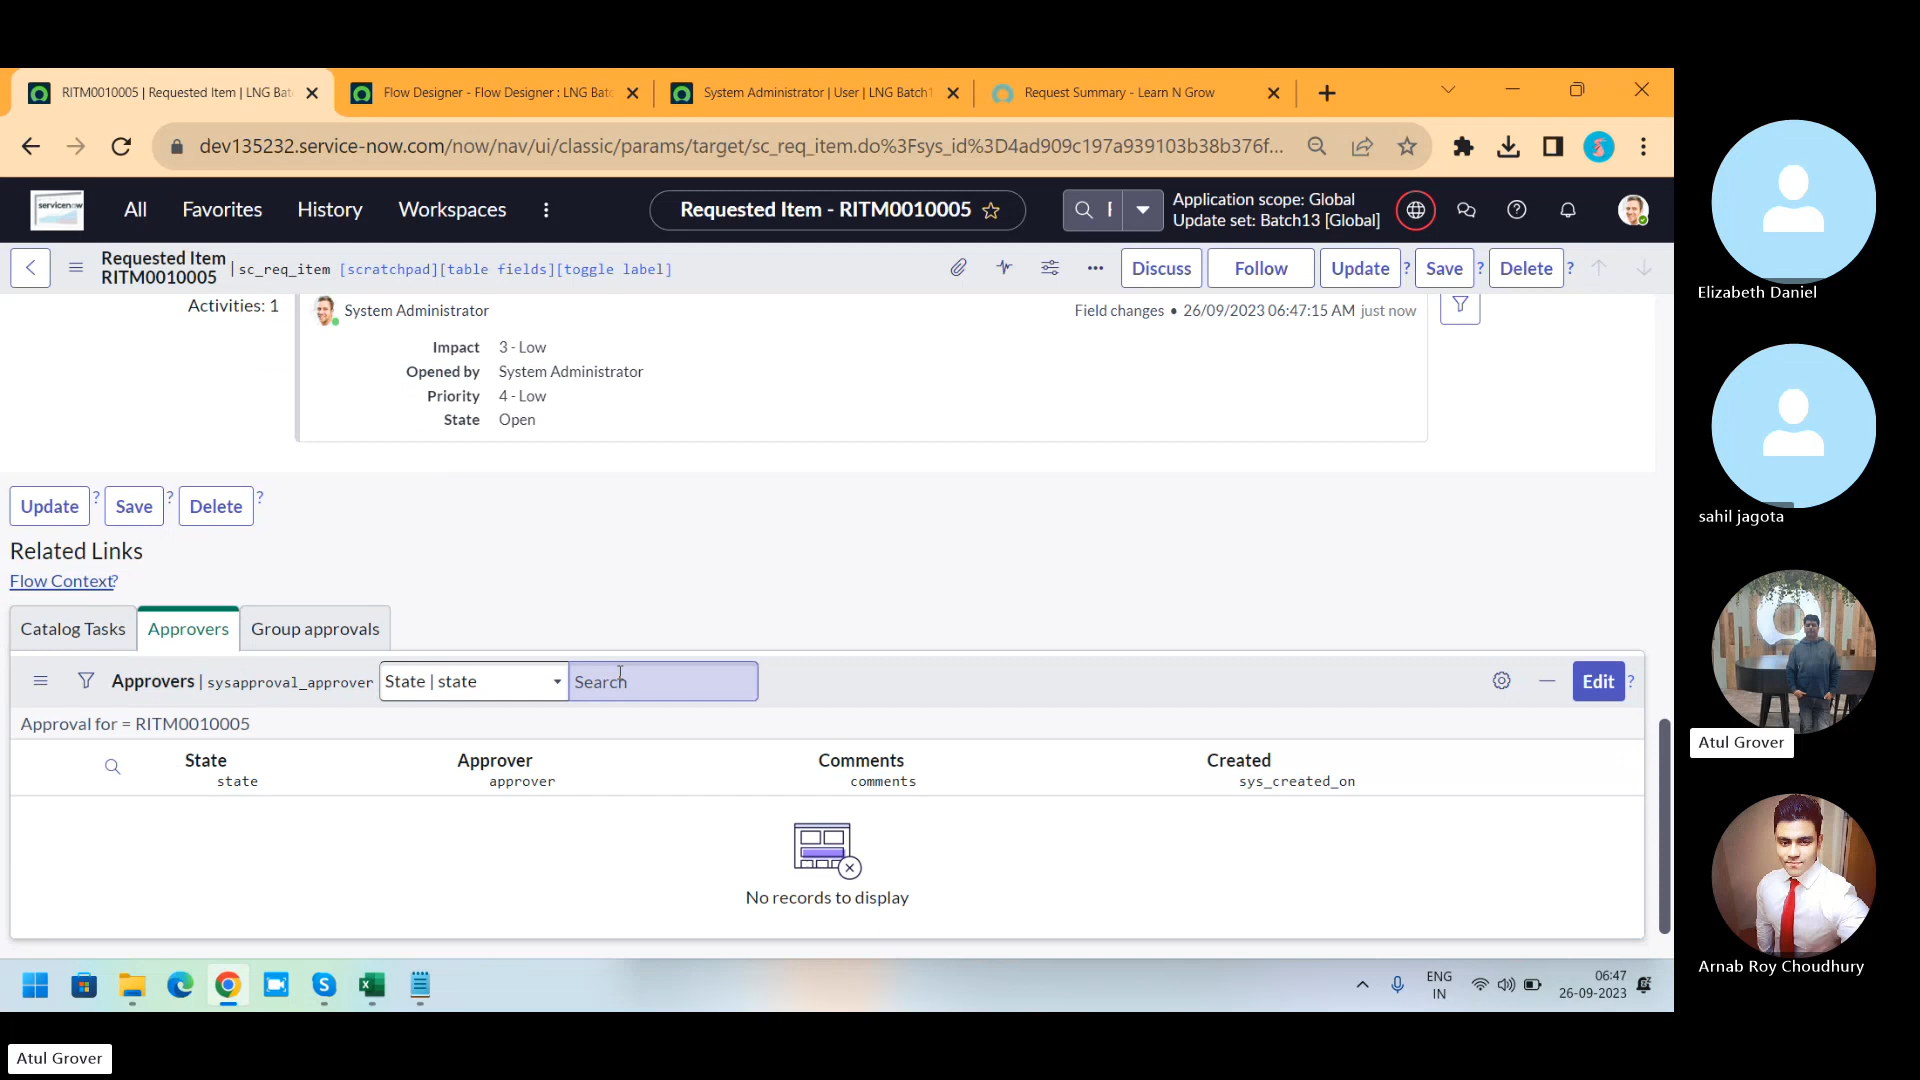 RITM0010005 | Requested Item | LNG Bat
Flow Designer - Flow Designer : LNG Bat
System Administrator | User | LNG Batch1
Request Summary - Learn N Grow
dev135232.service-now.com/now/nav/ui/classic/params/target/sc_req_item.do%3Fsys_id%3D4ad909c197a939103b38b376f...
servicenow
All
Favorites
History
Workspaces
Requested Item - RITM0010005
Application scope: Global
Update set: Batch13 [Global]
Requested Item
RITM0010005
| sc_req_item [scratchpad][table fields][toggle label]
Discuss
Follow
Update
?
Save
?
Delete
?
Activities: 1
System Administrator
Field changes • 26/09/2023 06:47:15 AM just now
Impact 3 - Low
Opened by System Administrator
Priority 4 - Low
State Open
Update ? Save ? Delete ?
Related Links
Flow Context?
Catalog Tasks
Approvers
Group approvals
Approvers | sysapproval_approver
State | state
Search
Edit ?
Approval for = RITM0010005
State Approver Comments Created
state approver comments sys_created_on
No records to display
ENG
IN
06:47
26-09-2023
Elizabeth Daniel
sahil jagota
Atul Grover
Arnab Roy Choudhury
Atul Grover